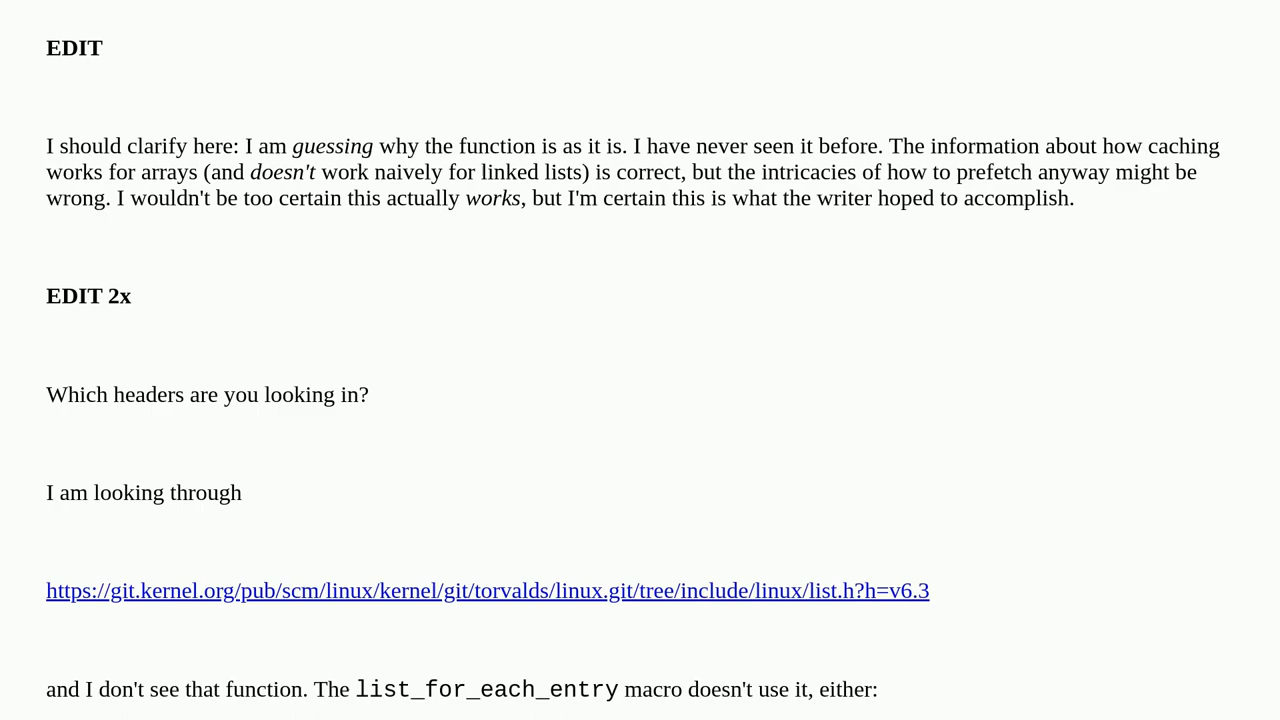 EDIT
I should clarify here: I am guessing why the function is as it is. I have never seen it before. The information about how caching
works for arrays (and doesn't work naively for linked lists) is correct, but the intricacies of how to prefetch anyway might be
wrong. I wouldn't be too certain this actually works, but I'm certain this is what the writer hoped to accomplish.
EDIT 2x
Which headers are you looking in?
I am looking through
https://git.kernel.org/pub/scm/linux/kernel/git/torvalds/linux.git/tree/include/linux/list.h?h=v6.3
and I don't see that function. The list_for_each_entry macro doesn't use it, either: